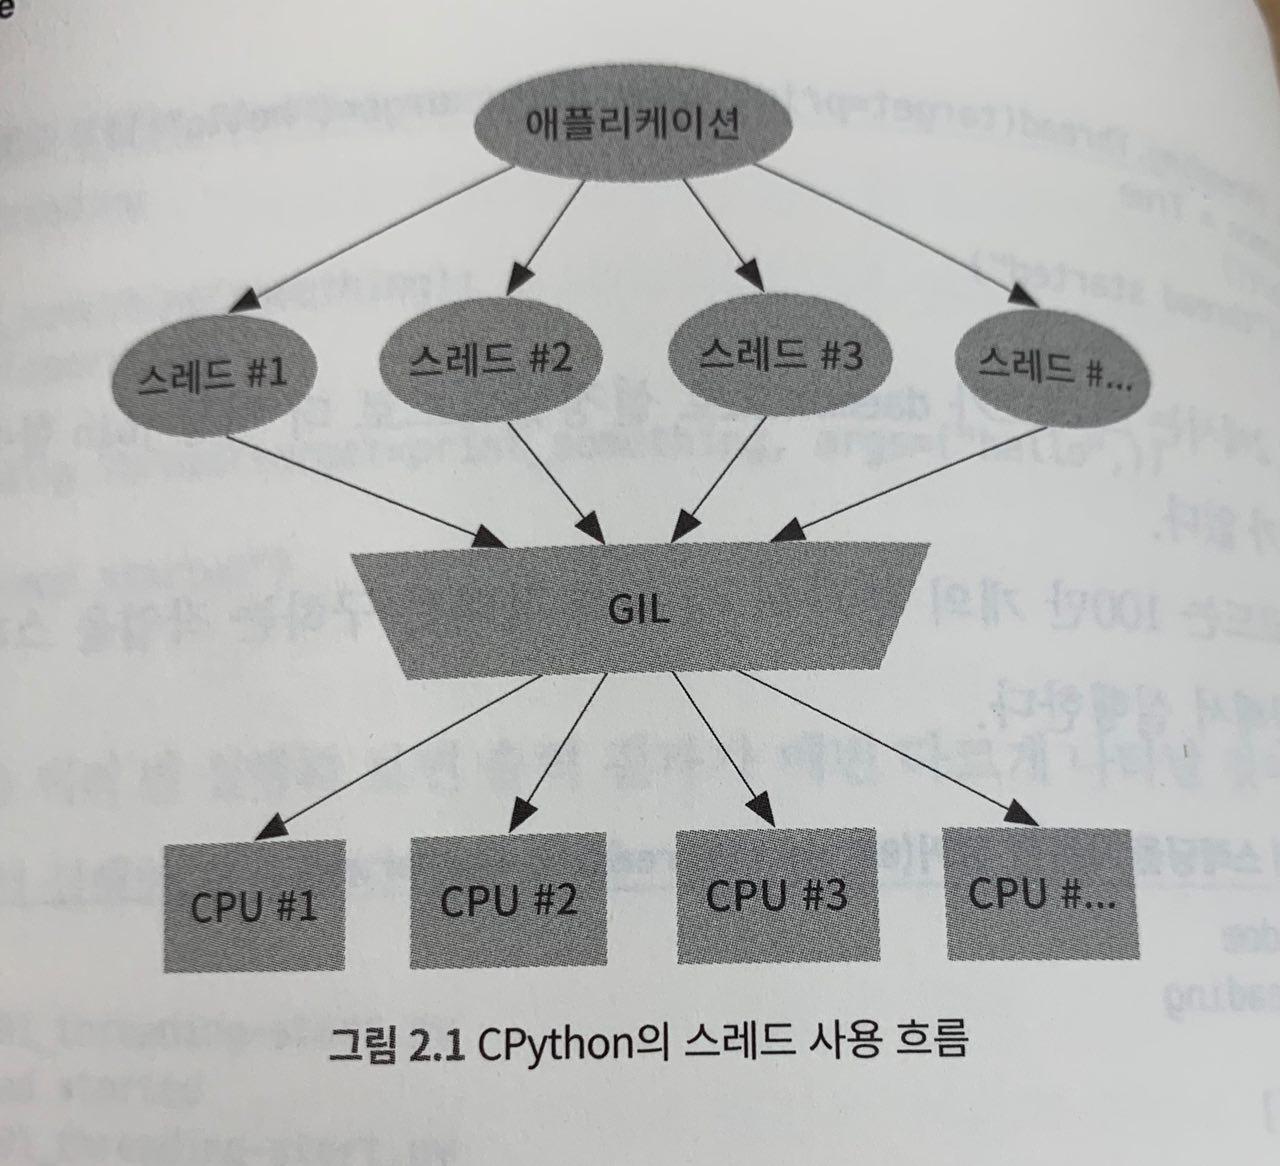 애플리케이션
스레드 #1
스레드 #2
스레드 #3
스레드 #...
GIL
CPU #1
CPU #2
CPU #3
CPU #...
그림 2.1 CPython의 스레드 사용 흐름